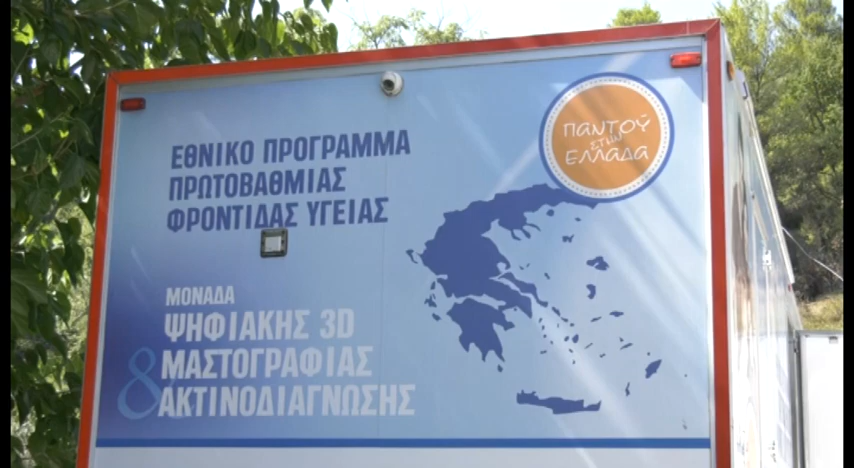 ΠΑΝΤΟΥ
ΣΤΗΝ
ΕΛΛΑΔΑ
ΕΘΝΙΚΟ ΠΡΟΓΡΑΜΜΑ
ΠΡΩΤΟΒΑΘΜΙΑΣ
ΦΡΟΝΤΙΔΑΣ ΥΓΕΙΑΣ
ΜΟΝΑΔΑ
ΨΗΦΙΑΚΗΣ 3D
ΜΑΣΤΟΓΡΑΦΙΑΣ
& ΑΚΤΙΝΟΔΙΑΓΝΩΣΗΣ